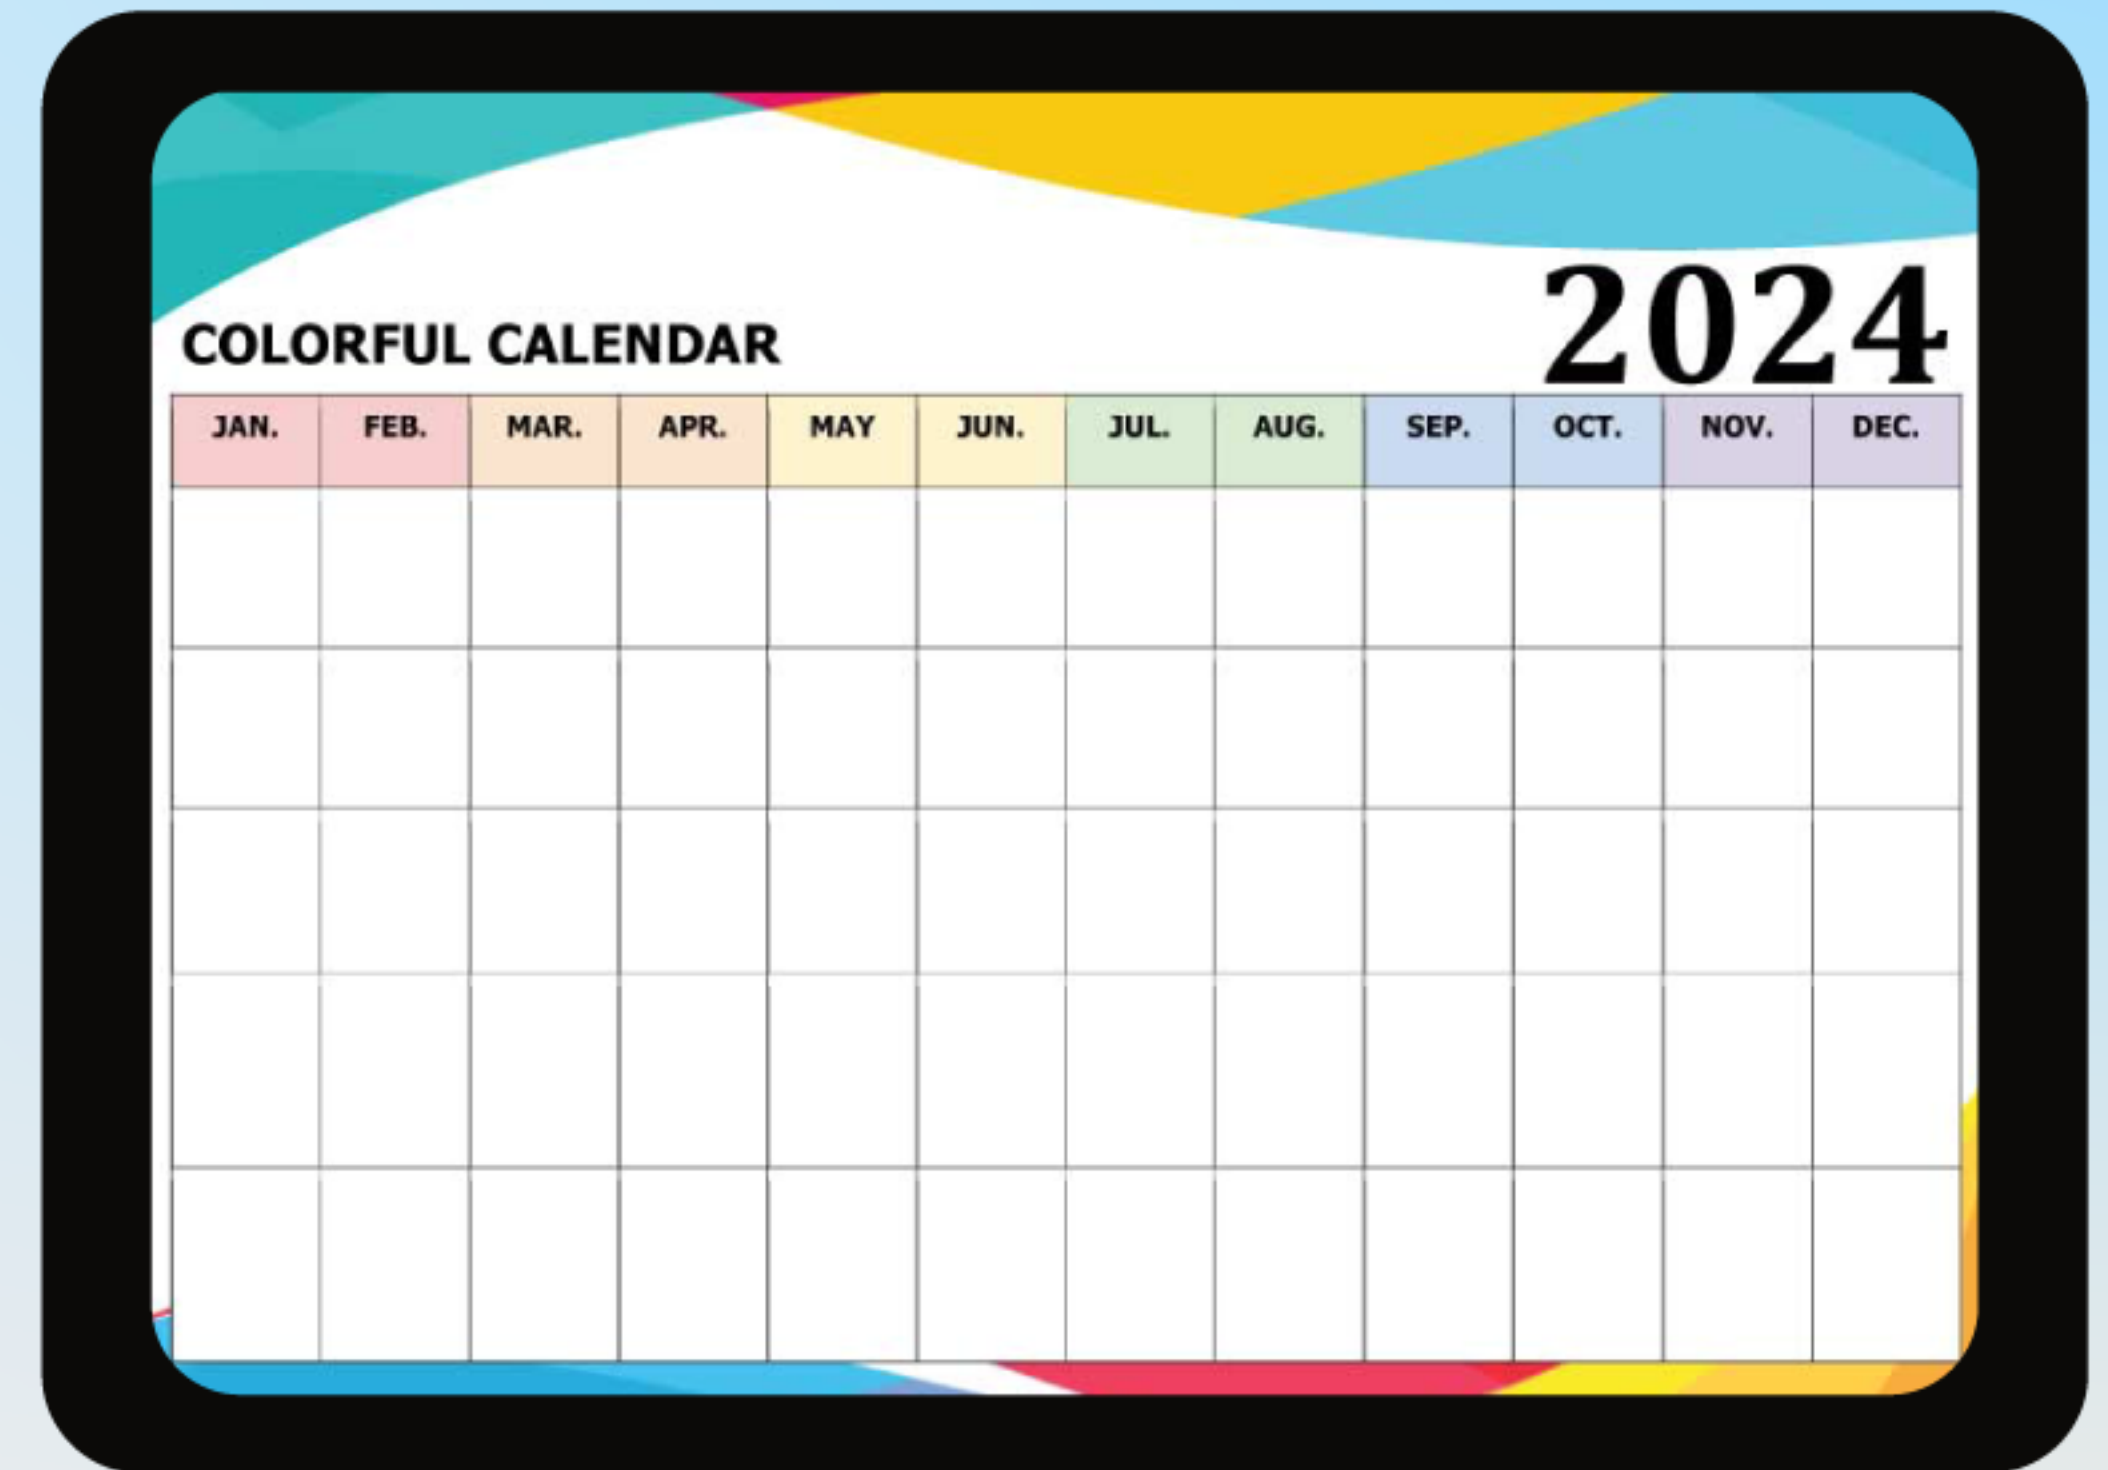 2024
COLORFUL CALENDAR
JAN. FEB. MAR. APR. MAY JUN. JUL. AUG. SEP. OCT. NOV. DEC.